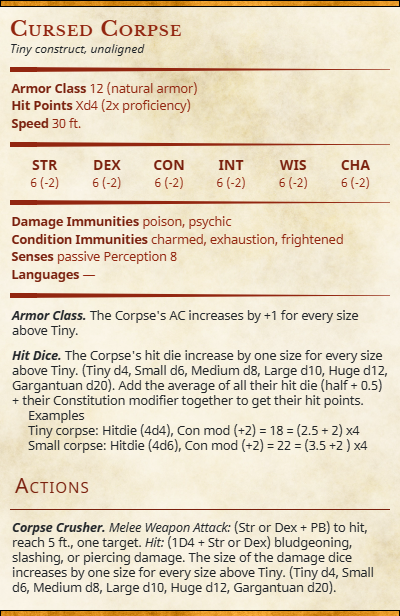 Cursed Corpse
Tiny construct, unaligned
Armor Class 12 (natural armor)
Hit Points Xd4 (2x proficiency)
Speed 30 ft.
STR DEX CON INT WIS CHA
6 (-2) 6 (-2) 6 (-2) 6 (-2) 6 (-2) 6 (-2)
Damage Immunities poison, psychic
Condition Immunities charmed, exhaustion, frightened
Senses passive Perception 8
Languages —
Armor Class. The Corpse's AC increases by +1 for every size
above Tiny.
Hit Dice. The Corpse's hit die increase by one size for every size
above Tiny. (Tiny d4, Small d6, Medium d8, Large d10, Huge d12,
Gargantuan d20). Add the average of all their hit die (half + 0.5)
+ their Constitution modifier together to get their hit points.
Examples
Tiny corpse: Hitdie (4d4), Con mod (+2) = 18 = (2.5 + 2) x4
Small corpse: Hitdie (4d6), Con mod (+2) = 22 = (3.5 +2 ) x4
Actions
Corpse Crusher. Melee Weapon Attack: (Str or Dex + PB) to hit,
reach 5 ft., one target. Hit: (1D4 + Str or Dex) bludgeoning,
slashing, or piercing damage. The size of the damage dice
increases by one size for every size above Tiny. (Tiny d4, Small
d6, Medium d8, Large d10, Huge d12, Gargantuan d20).